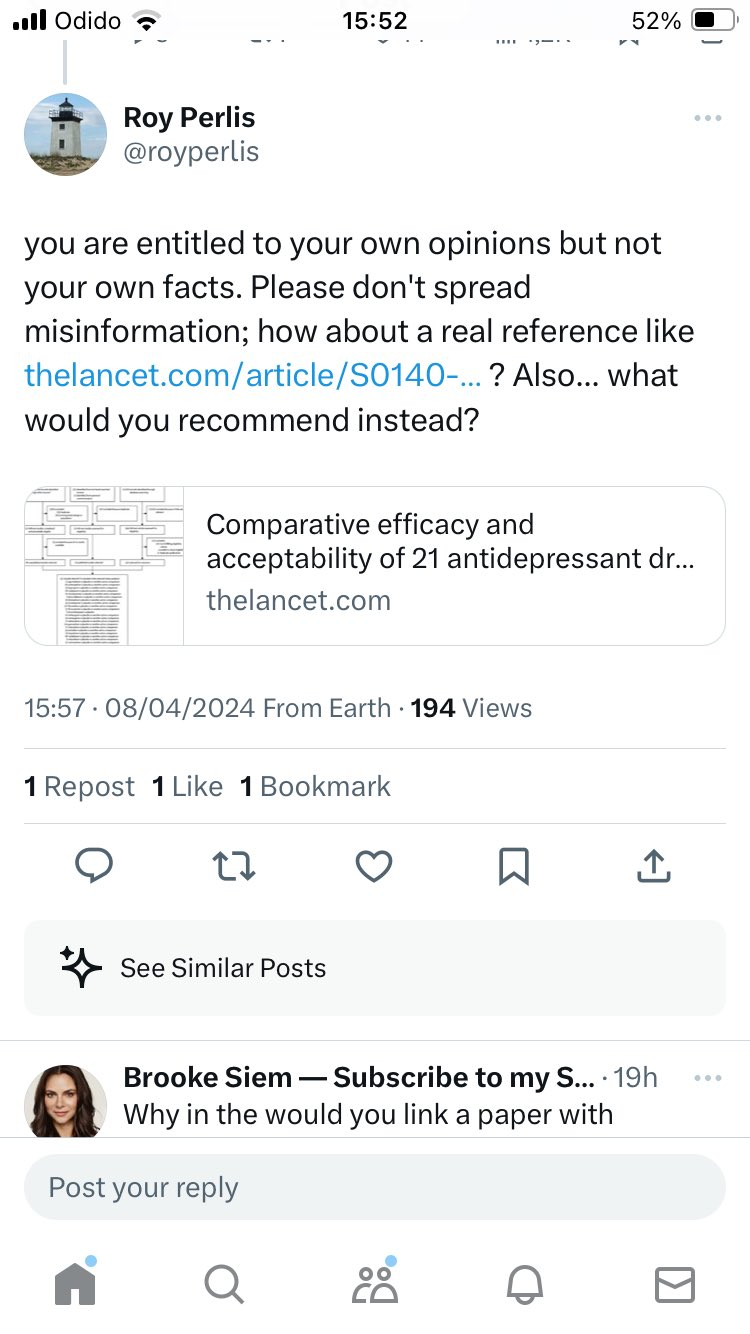 Odido 15:52 52%
Roy Perlis
@royperlis
you are entitled to your own opinions but not
your own facts. Please don't spread
misinformation; how about a real reference like
thelancet.com/article/S0140-... ? Also... what
would you recommend instead?
Comparative efficacy and
acceptability of 21 antidepressant dr...
thelancet.com
15:57 · 08/04/2024 From Earth · 194 Views
1 Repost 1 Like 1 Bookmark
See Similar Posts
Brooke Siem — Subscribe to my S... · 19h
Why in the would you link a paper with
Post your reply